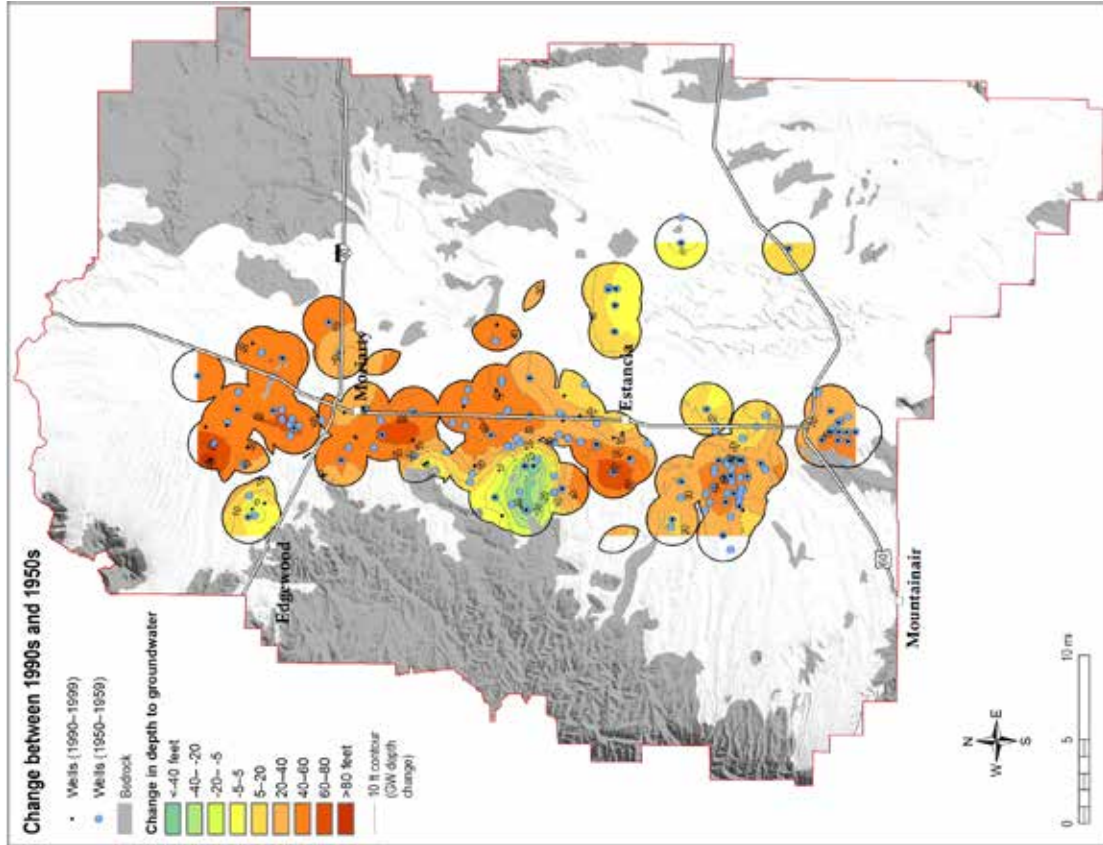 Change between 1990s and 1950s
Wells (1990–1999)
Wells (1950–1959)
Bedrock
Change in depth to groundwater
<-40 feet
-40– -20
-20– -5
-5–5
5–20
20–40
40–60
60–80
>80 feet
10 ft contour
(GW depth
change)
Edgewood
Moriarty
Estancia
Mountainair
60
N
W
E
S
0
5
10 mi